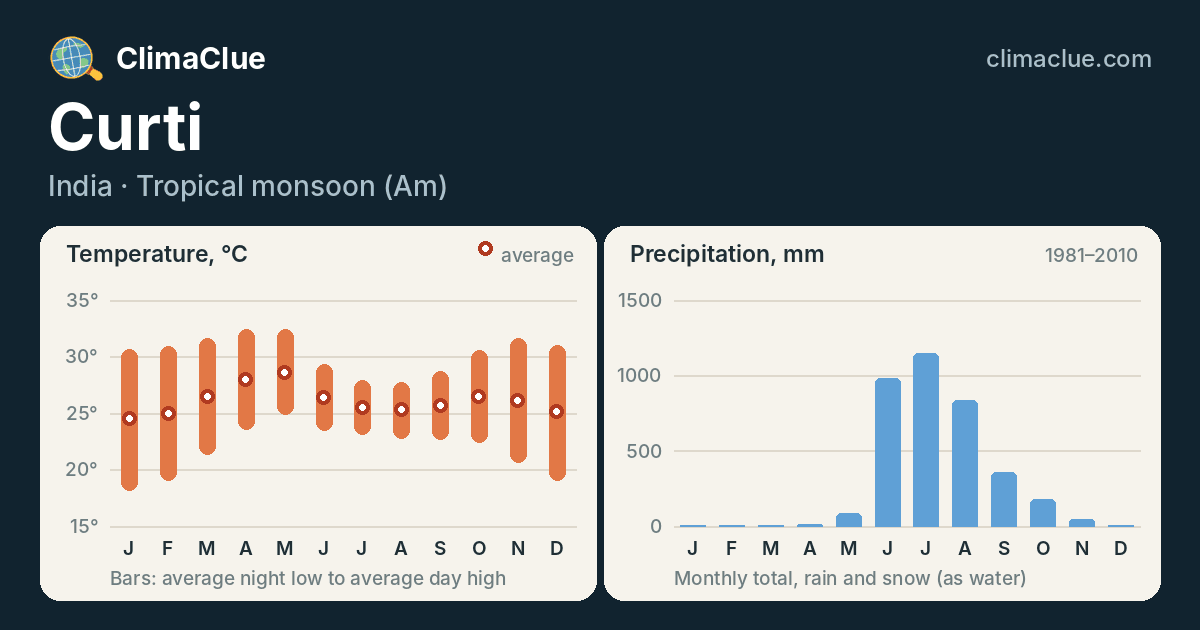 ClimaClue
climaclue.com
Curti
India · Tropical monsoon (Am)
Temperature, °C
average
35°
30°
25°
20°
15°
J F M A M J J A S O N D
Bars: average night low to average day high
Precipitation, mm
1981–2010
1500
1000
500
0
J F M A M J J A S O N D
Monthly total, rain and snow (as water)